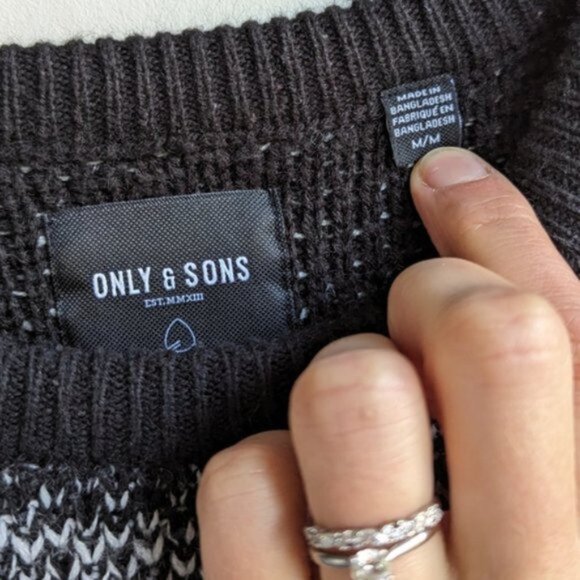 MADE IN
BANGLADESH
FABRIQUÉ EN
BANGLADESH
M/M
ONLY & SONS
EST. MMXIII